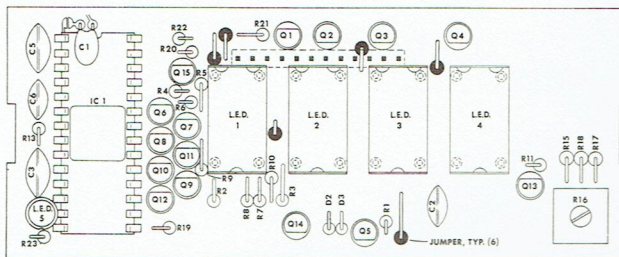 R22
R21
Q1
Q2
Q3
Q4
C5
C1
R20
Q15
R5
R4
R6
C6
IC 1
Q6
Q7
L.E.D.
1
L.E.D.
2
L.E.D.
3
L.E.D.
4
R13
Q8
Q11
Q10
Q9
R9
R10
R11
R15
R18
R17
C3
Q12
R2
R8
R7
R3
Q13
C2
R16
L.E.D.
5
R19
Q14
D2
D3
Q5
R1
R23
JUMPER, TYP. (6)